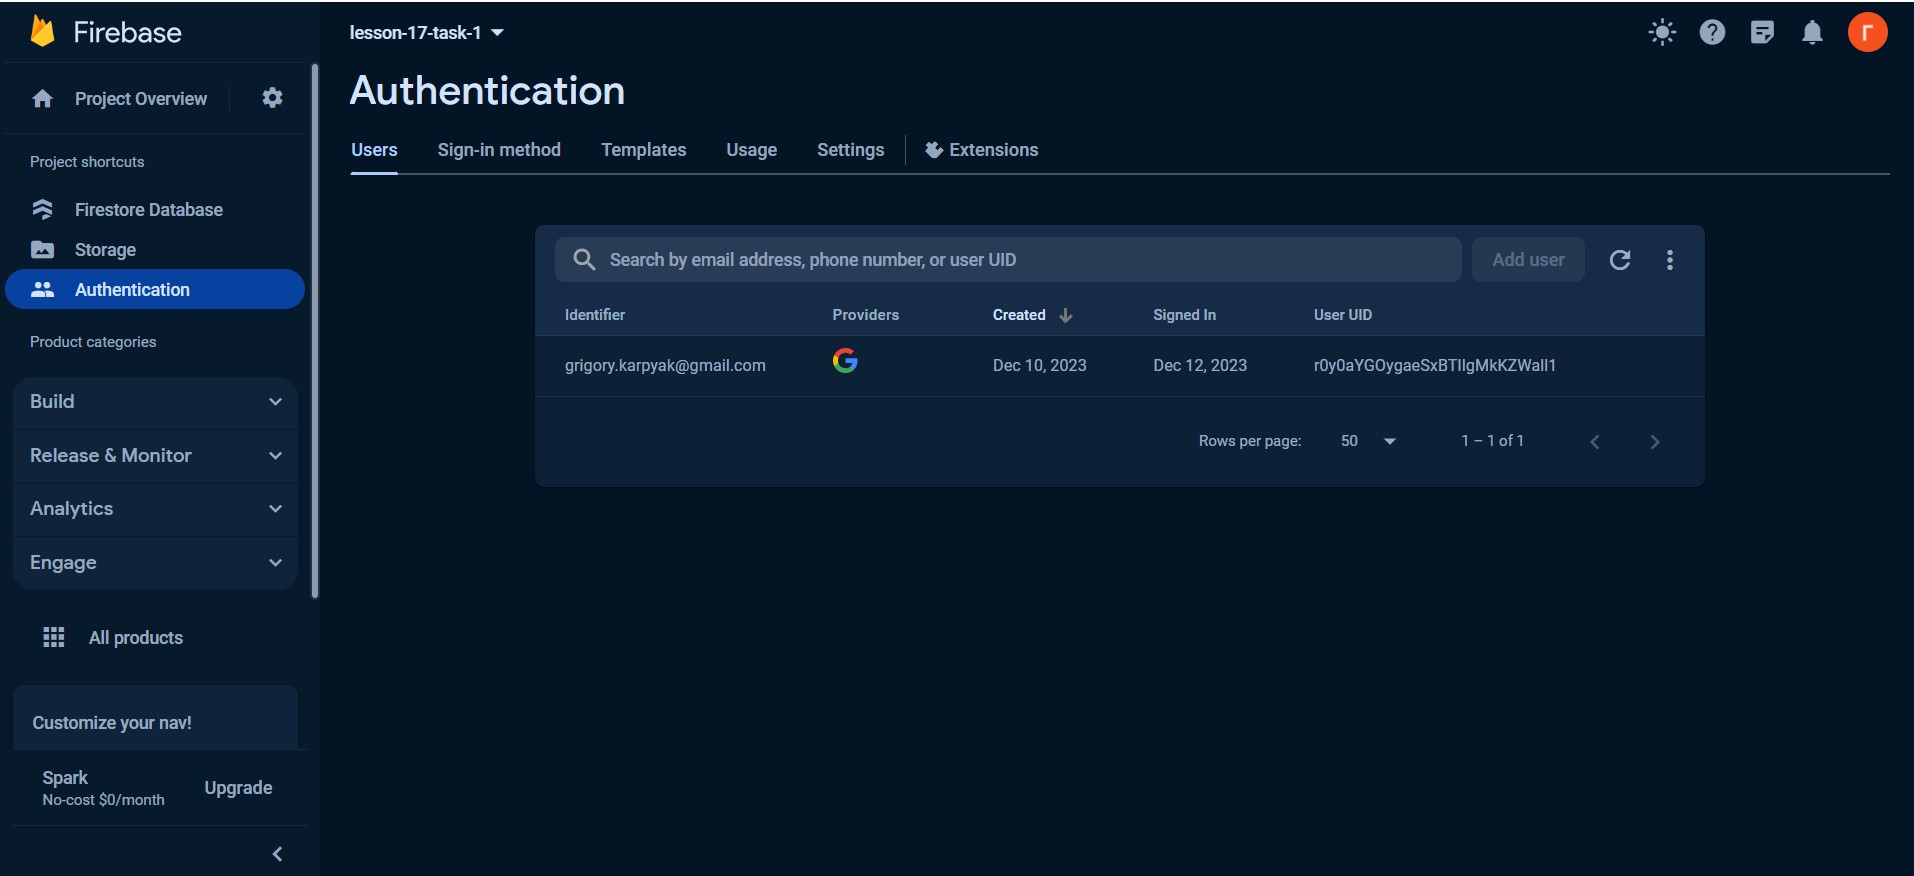 Firebase
lesson-17-task-1
Г
Project Overview
Authentication
Users Sign-in method Templates Usage Settings Extensions
Project shortcuts
Firestore Database
Storage
Authentication
Product categories
Build
Release & Monitor
Analytics
Engage
All products
Customize your nav!
Spark
No-cost $0/month
Upgrade
Search by email address, phone number, or user UID
Add user
Identifier Providers Created Signed In User UID
grigory.karpyak@gmail.com Dec 10, 2023 Dec 12, 2023 r0y0aYGOygaeSxBTIlgMkKZWall1
Rows per page: 50 1 – 1 of 1